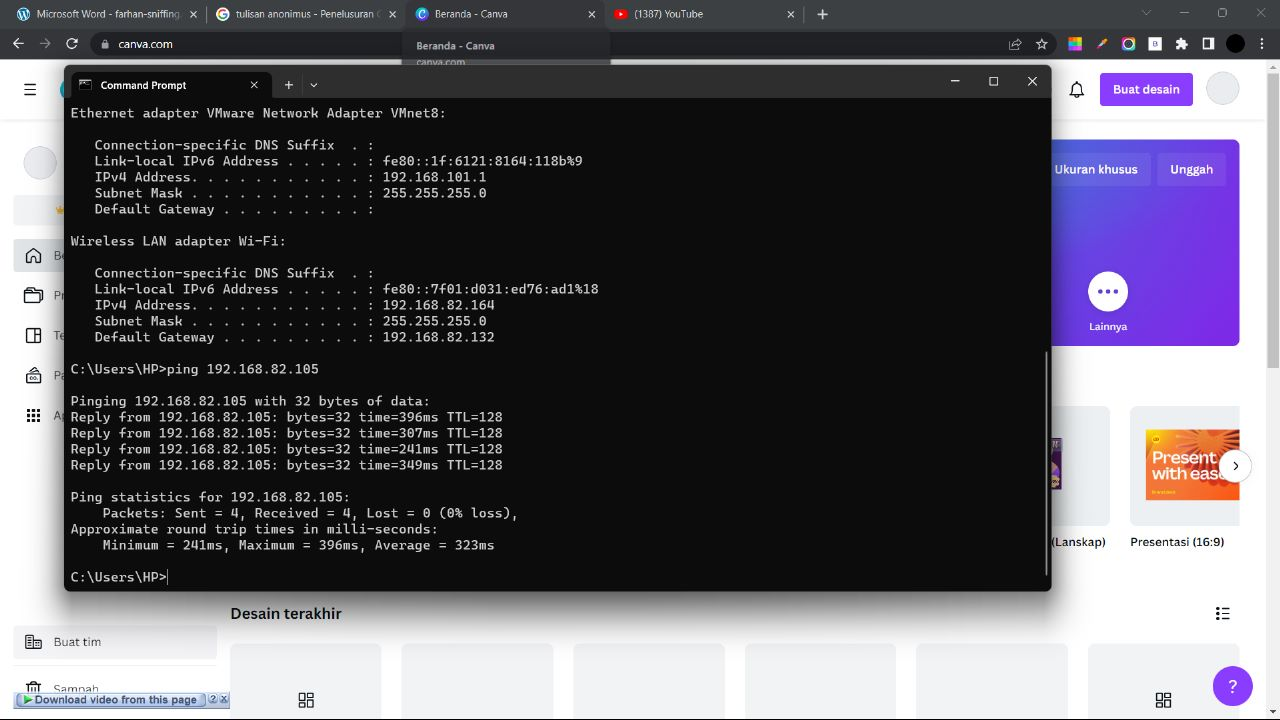 Microsoft Word - farhan-sniffing
tulisan anonimus - Penelusuran G
Beranda - Canva
(1387) YouTube
canva.com
Beranda - Canva
canva.com
Command Prompt
Buat desain
Ethernet adapter VMware Network Adapter VMnet8:
Connection-specific DNS Suffix . :
Link-local IPv6 Address . . . . . : fe80::1f:6121:8164:118b%9
IPv4 Address. . . . . . . . . . . : 192.168.101.1
Subnet Mask . . . . . . . . . . . : 255.255.255.0
Default Gateway . . . . . . . . . :
Wireless LAN adapter Wi-Fi:
Connection-specific DNS Suffix . :
Link-local IPv6 Address . . . . . : fe80::7f01:d031:ed76:ad1%18
IPv4 Address. . . . . . . . . . . : 192.168.82.164
Subnet Mask . . . . . . . . . . . : 255.255.255.0
Default Gateway . . . . . . . . . : 192.168.82.132
C:\Users\HP>ping 192.168.82.105
Pinging 192.168.82.105 with 32 bytes of data:
Reply from 192.168.82.105: bytes=32 time=396ms TTL=128
Reply from 192.168.82.105: bytes=32 time=307ms TTL=128
Reply from 192.168.82.105: bytes=32 time=241ms TTL=128
Reply from 192.168.82.105: bytes=32 time=349ms TTL=128
Ping statistics for 192.168.82.105:
Packets: Sent = 4, Received = 4, Lost = 0 (0% loss),
Approximate round trip times in milli-seconds:
Minimum = 241ms, Maximum = 396ms, Average = 323ms
C:\Users\HP>
Ukuran khusus
Unggah
Lainnya
Present
with ease
(Lanskap)
Presentasi (16:9)
Desain terakhir
Buat tim
Sampah
Download video from this page
?